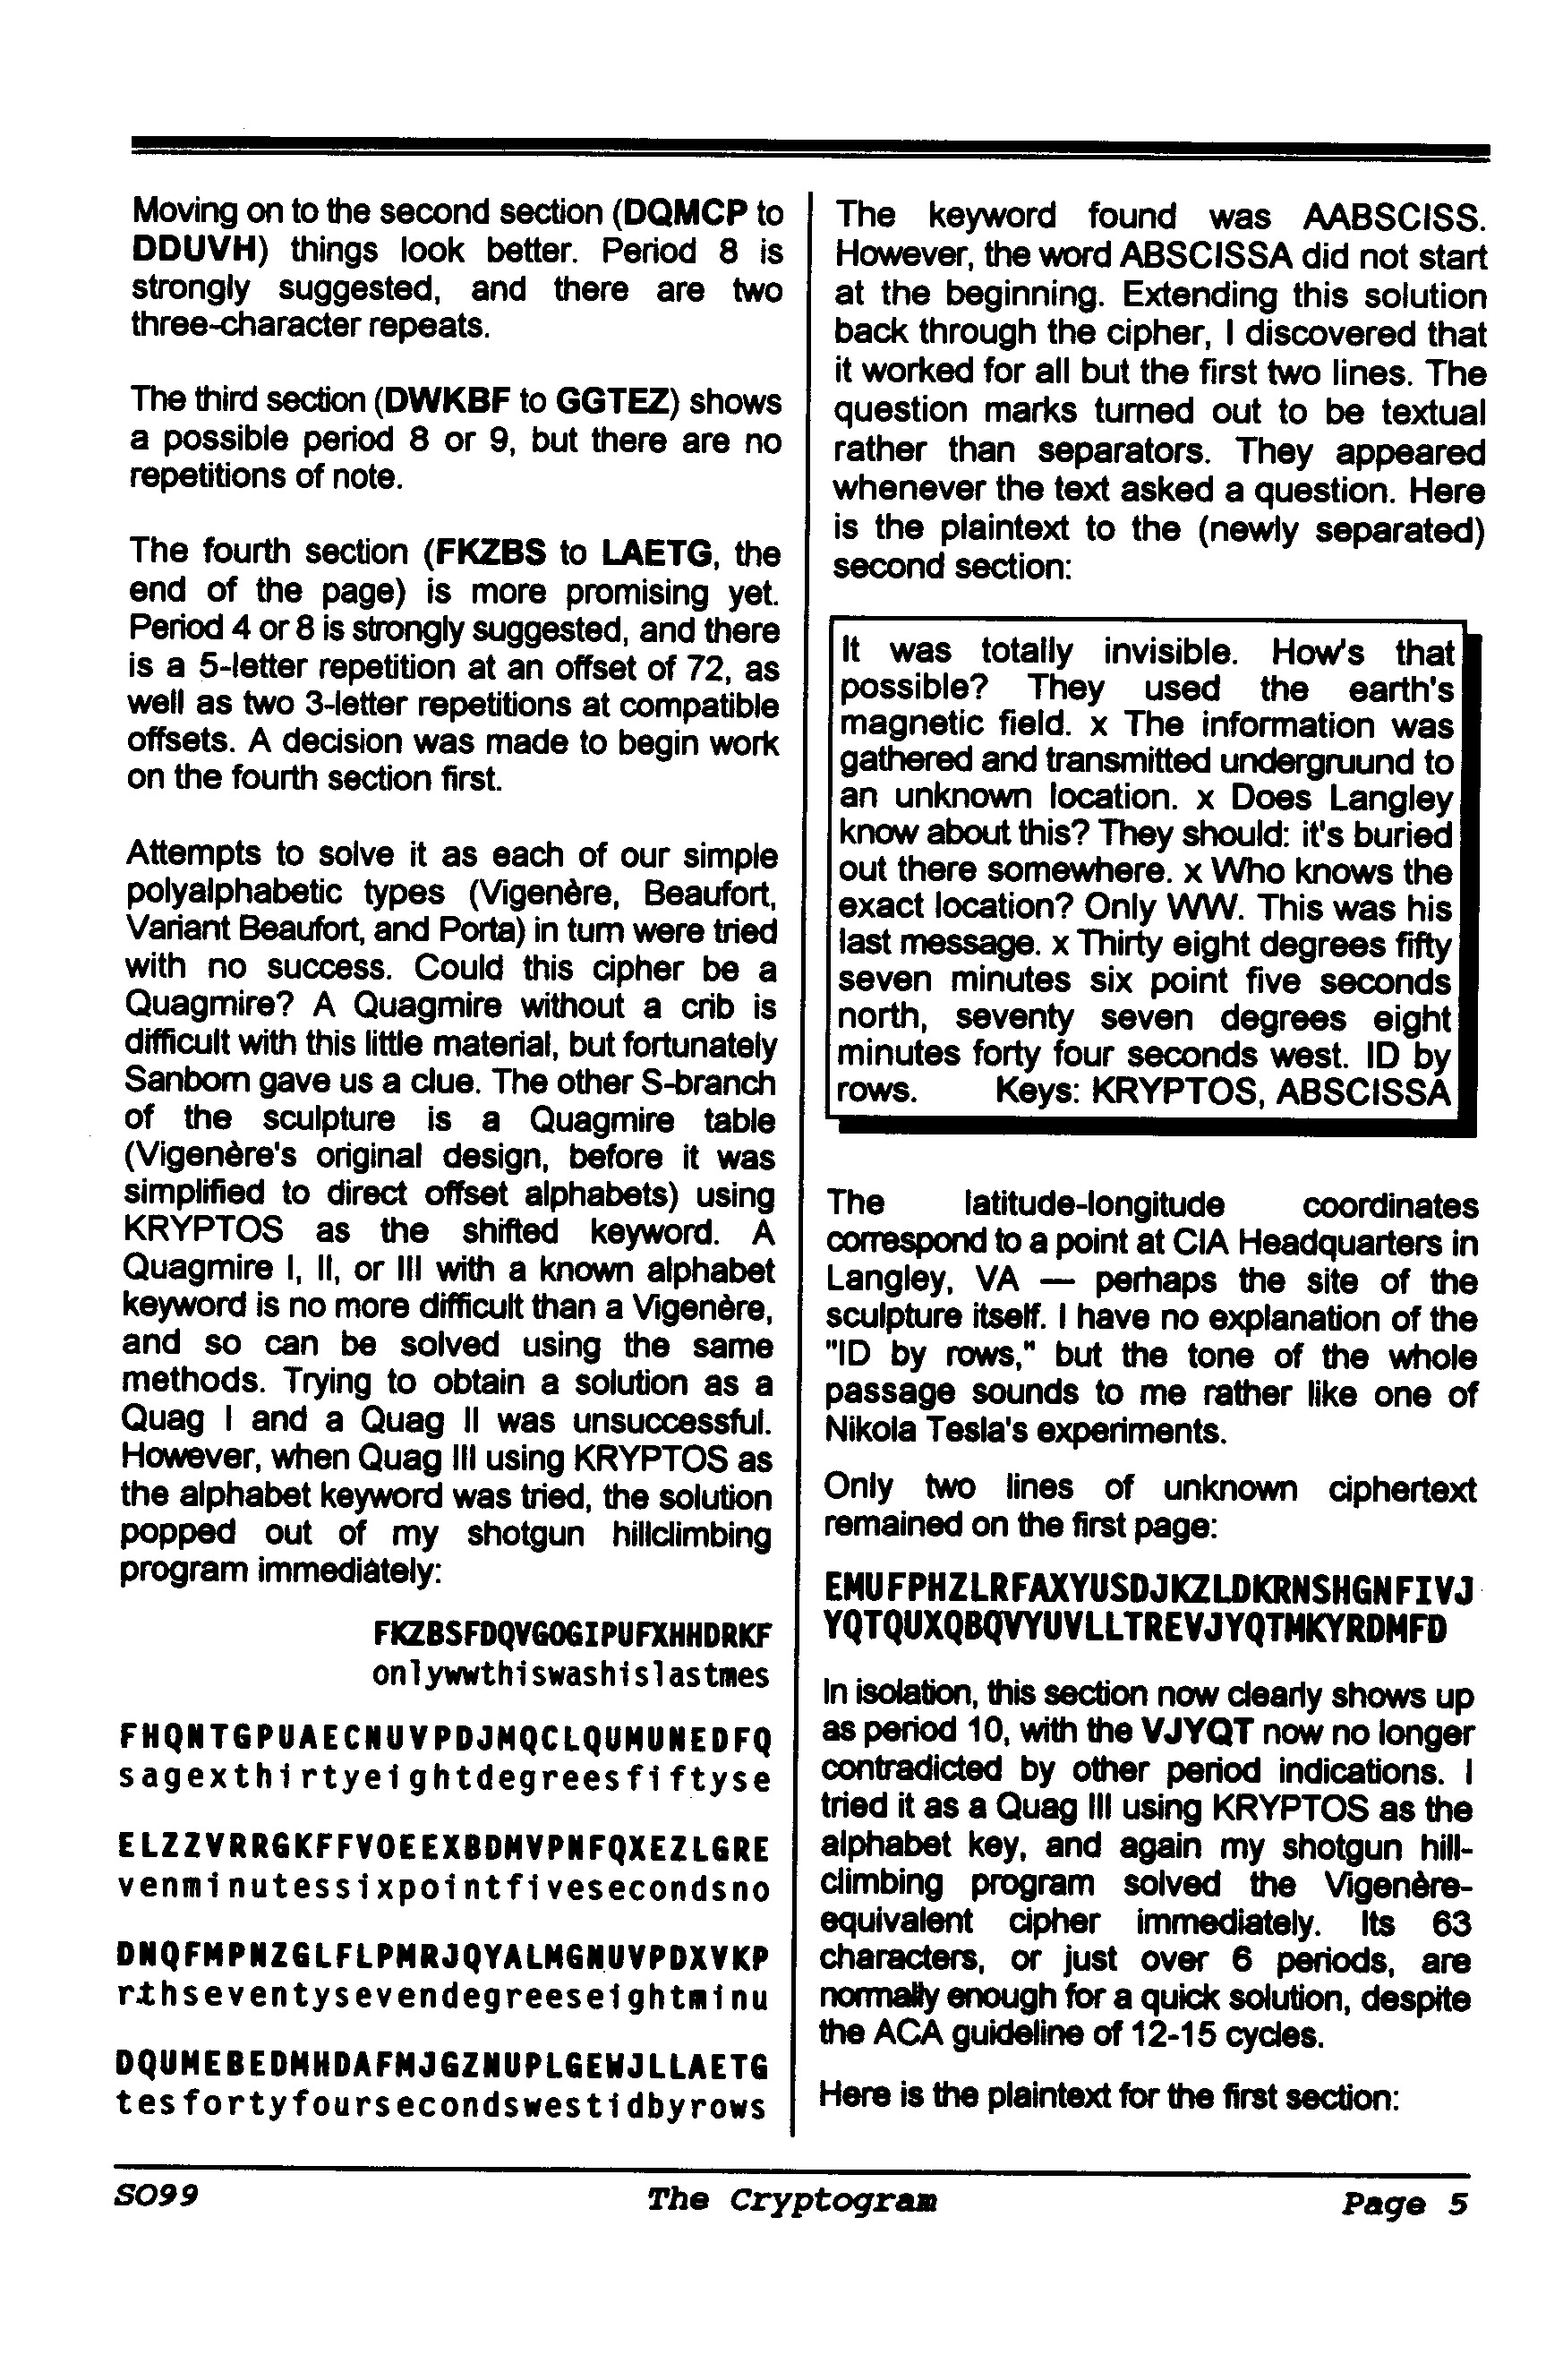 Moving on to the second section (DQMCP to
DDUVH) things look better. Period 8 is
strongly suggested, and there are two
three-character repeats.
The third section (DWKBF to GGTEZ) shows
a possible period 8 or 9, but there are no
repetitions of note.
The fourth section (FKZBS to LAETG, the
end of the page) is more promising yet.
Period 4 or 8 is strongly suggested, and there
is a 5-letter repetition at an offset of 72, as
well as two 3-letter repetitions at compatible
offsets. A decision was made to begin work
on the fourth section first.
Attempts to solve it as each of our simple
polyalphabetic types (Vigenère, Beaufort,
Variant Beaufort, and Porta) in turn were tried
with no success. Could this cipher be a
Quagmire? A Quagmire without a crib is
difficult with this little material, but fortunately
Sanborn gave us a clue. The other S-branch
of the sculpture is a Quagmire table
(Vigenère's original design, before it was
simplified to direct offset alphabets) using
KRYPTOS as the shifted keyword. A
Quagmire I, II, or III with a known alphabet
keyword is no more difficult than a Vigenère,
and so can be solved using the same
methods. Trying to obtain a solution as a
Quag I and a Quag II was unsuccessful.
However, when Quag III using KRYPTOS as
the alphabet keyword was tried, the solution
popped out of my shotgun hillclimbing
program immediately:
FKZBSFDQVGOGIPUFXHHDRKF
onlywwthiswashislastmes
FHQNTGPUAECNUVPDJMQCLQUMUNEDFQ
sagexthirtyeightdegreesfiftyse
ELZZVRRGKFFVOEEXBDMVPNFQXEZLGRE
venminutessixpointfivesecondsno
DNQFMPNZGLFLPMRJQYALMGNUVPDXVKP
rthseventysevendegreeseightminu
DQUMEBEDMHDAFMJGZNUPLGEWJLLAETG
tesfortyfoursecondswestidbyrows
The keyword found was AABSCISS.
However, the word ABSCISSA did not start
at the beginning. Extending this solution
back through the cipher, I discovered that
it worked for all but the first two lines. The
question marks turned out to be textual
rather than separators. They appeared
whenever the text asked a question. Here
is the plaintext to the (newly separated)
second section:
It was totally invisible. How's that
possible? They used the earth's
magnetic field. x The information was
gathered and transmitted undergruund to
an unknown location. x Does Langley
know about this? They should: it's buried
out there somewhere. x Who knows the
exact location? Only WW. This was his
last message. x Thirty eight degrees fifty
seven minutes six point five seconds
north, seventy seven degrees eight
minutes forty four seconds west. ID by
rows. Keys: KRYPTOS, ABSCISSA
The latitude-longitude coordinates
correspond to a point at CIA Headquarters in
Langley, VA — perhaps the site of the
sculpture itself. I have no explanation of the
"ID by rows," but the tone of the whole
passage sounds to me rather like one of
Nikola Tesla's experiments.
Only two lines of unknown ciphertext
remained on the first page:
EMUFPHZLRFAXYUSDJKZLDKRNSHGNFIVJ
YQTQUXQBQVYUVLLTREVJYQTMKYRDMFD
In isolation, this section now clearly shows up
as period 10, with the VJYQT now no longer
contradicted by other period indications. I
tried it as a Quag III using KRYPTOS as the
alphabet key, and again my shotgun hill-
climbing program solved the Vigenère-
equivalent cipher immediately. Its 63
characters, or just over 6 periods, are
normally enough for a quick solution, despite
the ACA guideline of 12-15 cycles.
Here is the plaintext for the first section:
SO99 The Cryptogram Page 5